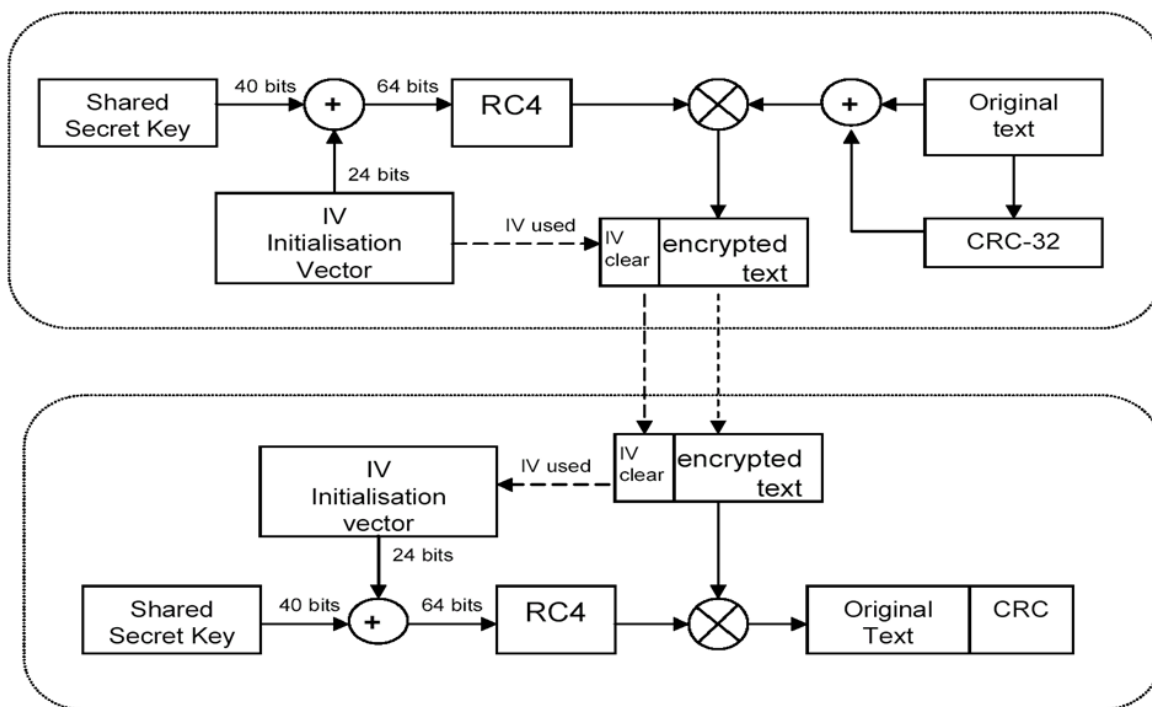 Shared
Secret Key
40 bits
+
64 bits
RC4
+
Original
text
24 bits
IV
Initialisation
Vector
IV used
IV
clear
encrypted
text
CRC-32
IV
Initialisation
vector
IV used
IV
clear
encrypted
text
24 bits
Shared
Secret Key
40 bits
+
64 bits
RC4
Original
Text
CRC